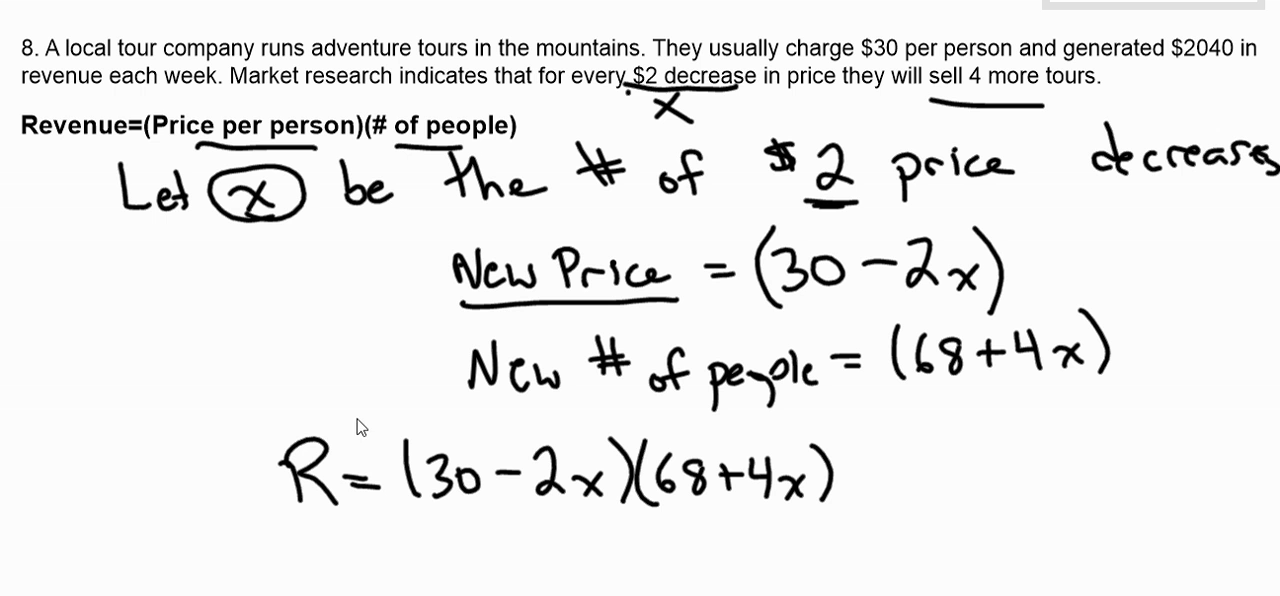 8. A local tour company runs adventure tours in the mountains. They usually charge $30 per person and generated $2040 in
revenue each week. Market research indicates that for every $2 decrease in price they will sell 4 more tours.
x
Revenue=(Price per person)(# of people)
Let x be the # of $2 price decreases
New Price = (30-2x)
New # of people = (68+4x)
R=(30-2x)(68+4x)